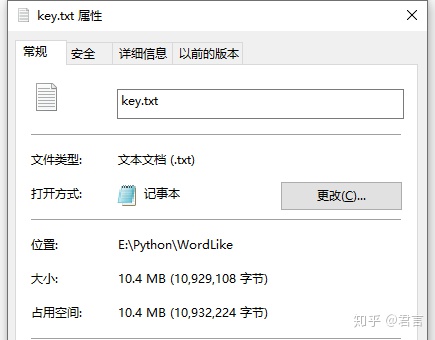 key.txt 属性
常规 安全 详细信息 以前的版本
key.txt
文件类型: 文本文档 (.txt)
打开方式: 记事本 更改(C)...
位置: E:\Python\WordLike
大小: 10.4 MB (10,929,108 字节)
占用空间: 10.4 MB (10,932,224 字节)
知乎 @君言